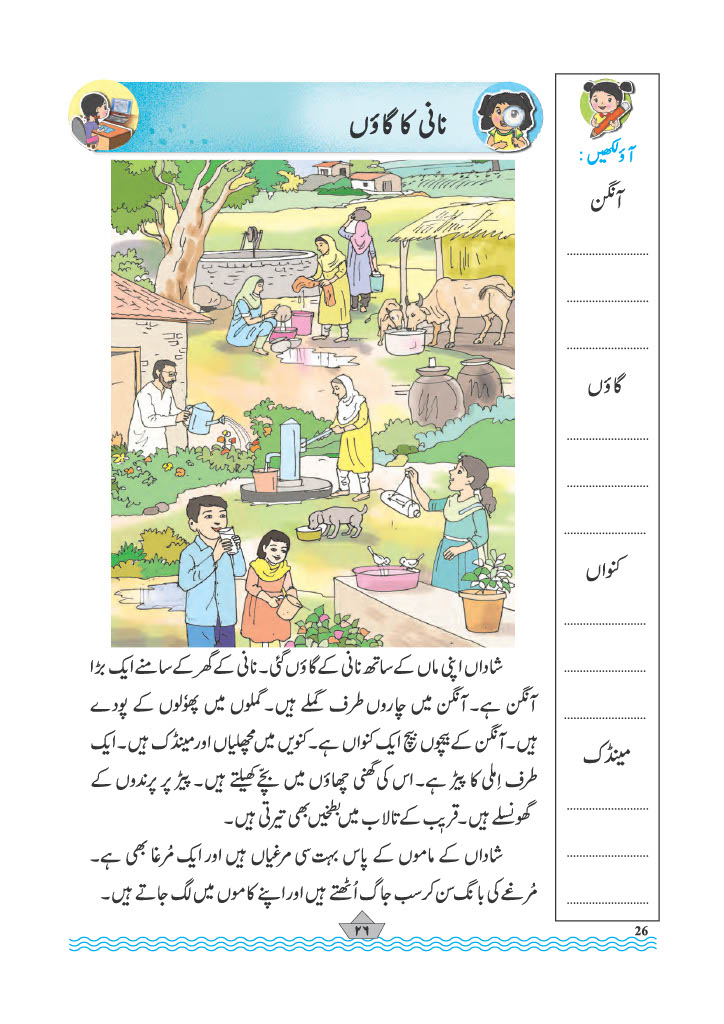 نانی کا گاؤں
شاداں اپنی ماں کے ساتھ نانی کے گاؤں گئی۔ نانی کے گھر کے سامنے ایک بڑا
آنگن ہے۔ آنگن میں چاروں طرف گملے ہیں۔ گملوں میں پھوٗلوں کے پودے
ہیں۔ آنگن کے بیچوں بیچ ایک کنواں ہے۔ کنویں میں مچھلیاں اور مینڈک ہیں۔ ایک
طرف اِملی کا پیڑ ہے۔ اس کی گھنی چھاؤں میں بچّے کھیلتے ہیں۔ پیڑ پر پرندوں کے
گھونسلے ہیں۔ قریب کے تالاب میں بطخیں بھی تیرتی ہیں۔
شاداں کے ماموں کے پاس بہت سی مرغیاں ہیں اور ایک مُرغا بھی ہے۔
مُرغے کی بانگ سن کر سب جاگ اُٹھتے ہیں اور اپنے کاموں میں لگ جاتے ہیں۔
آؤ لکھیں :
آنگن
گاؤں
کنواں
مینڈک
۲۶
26